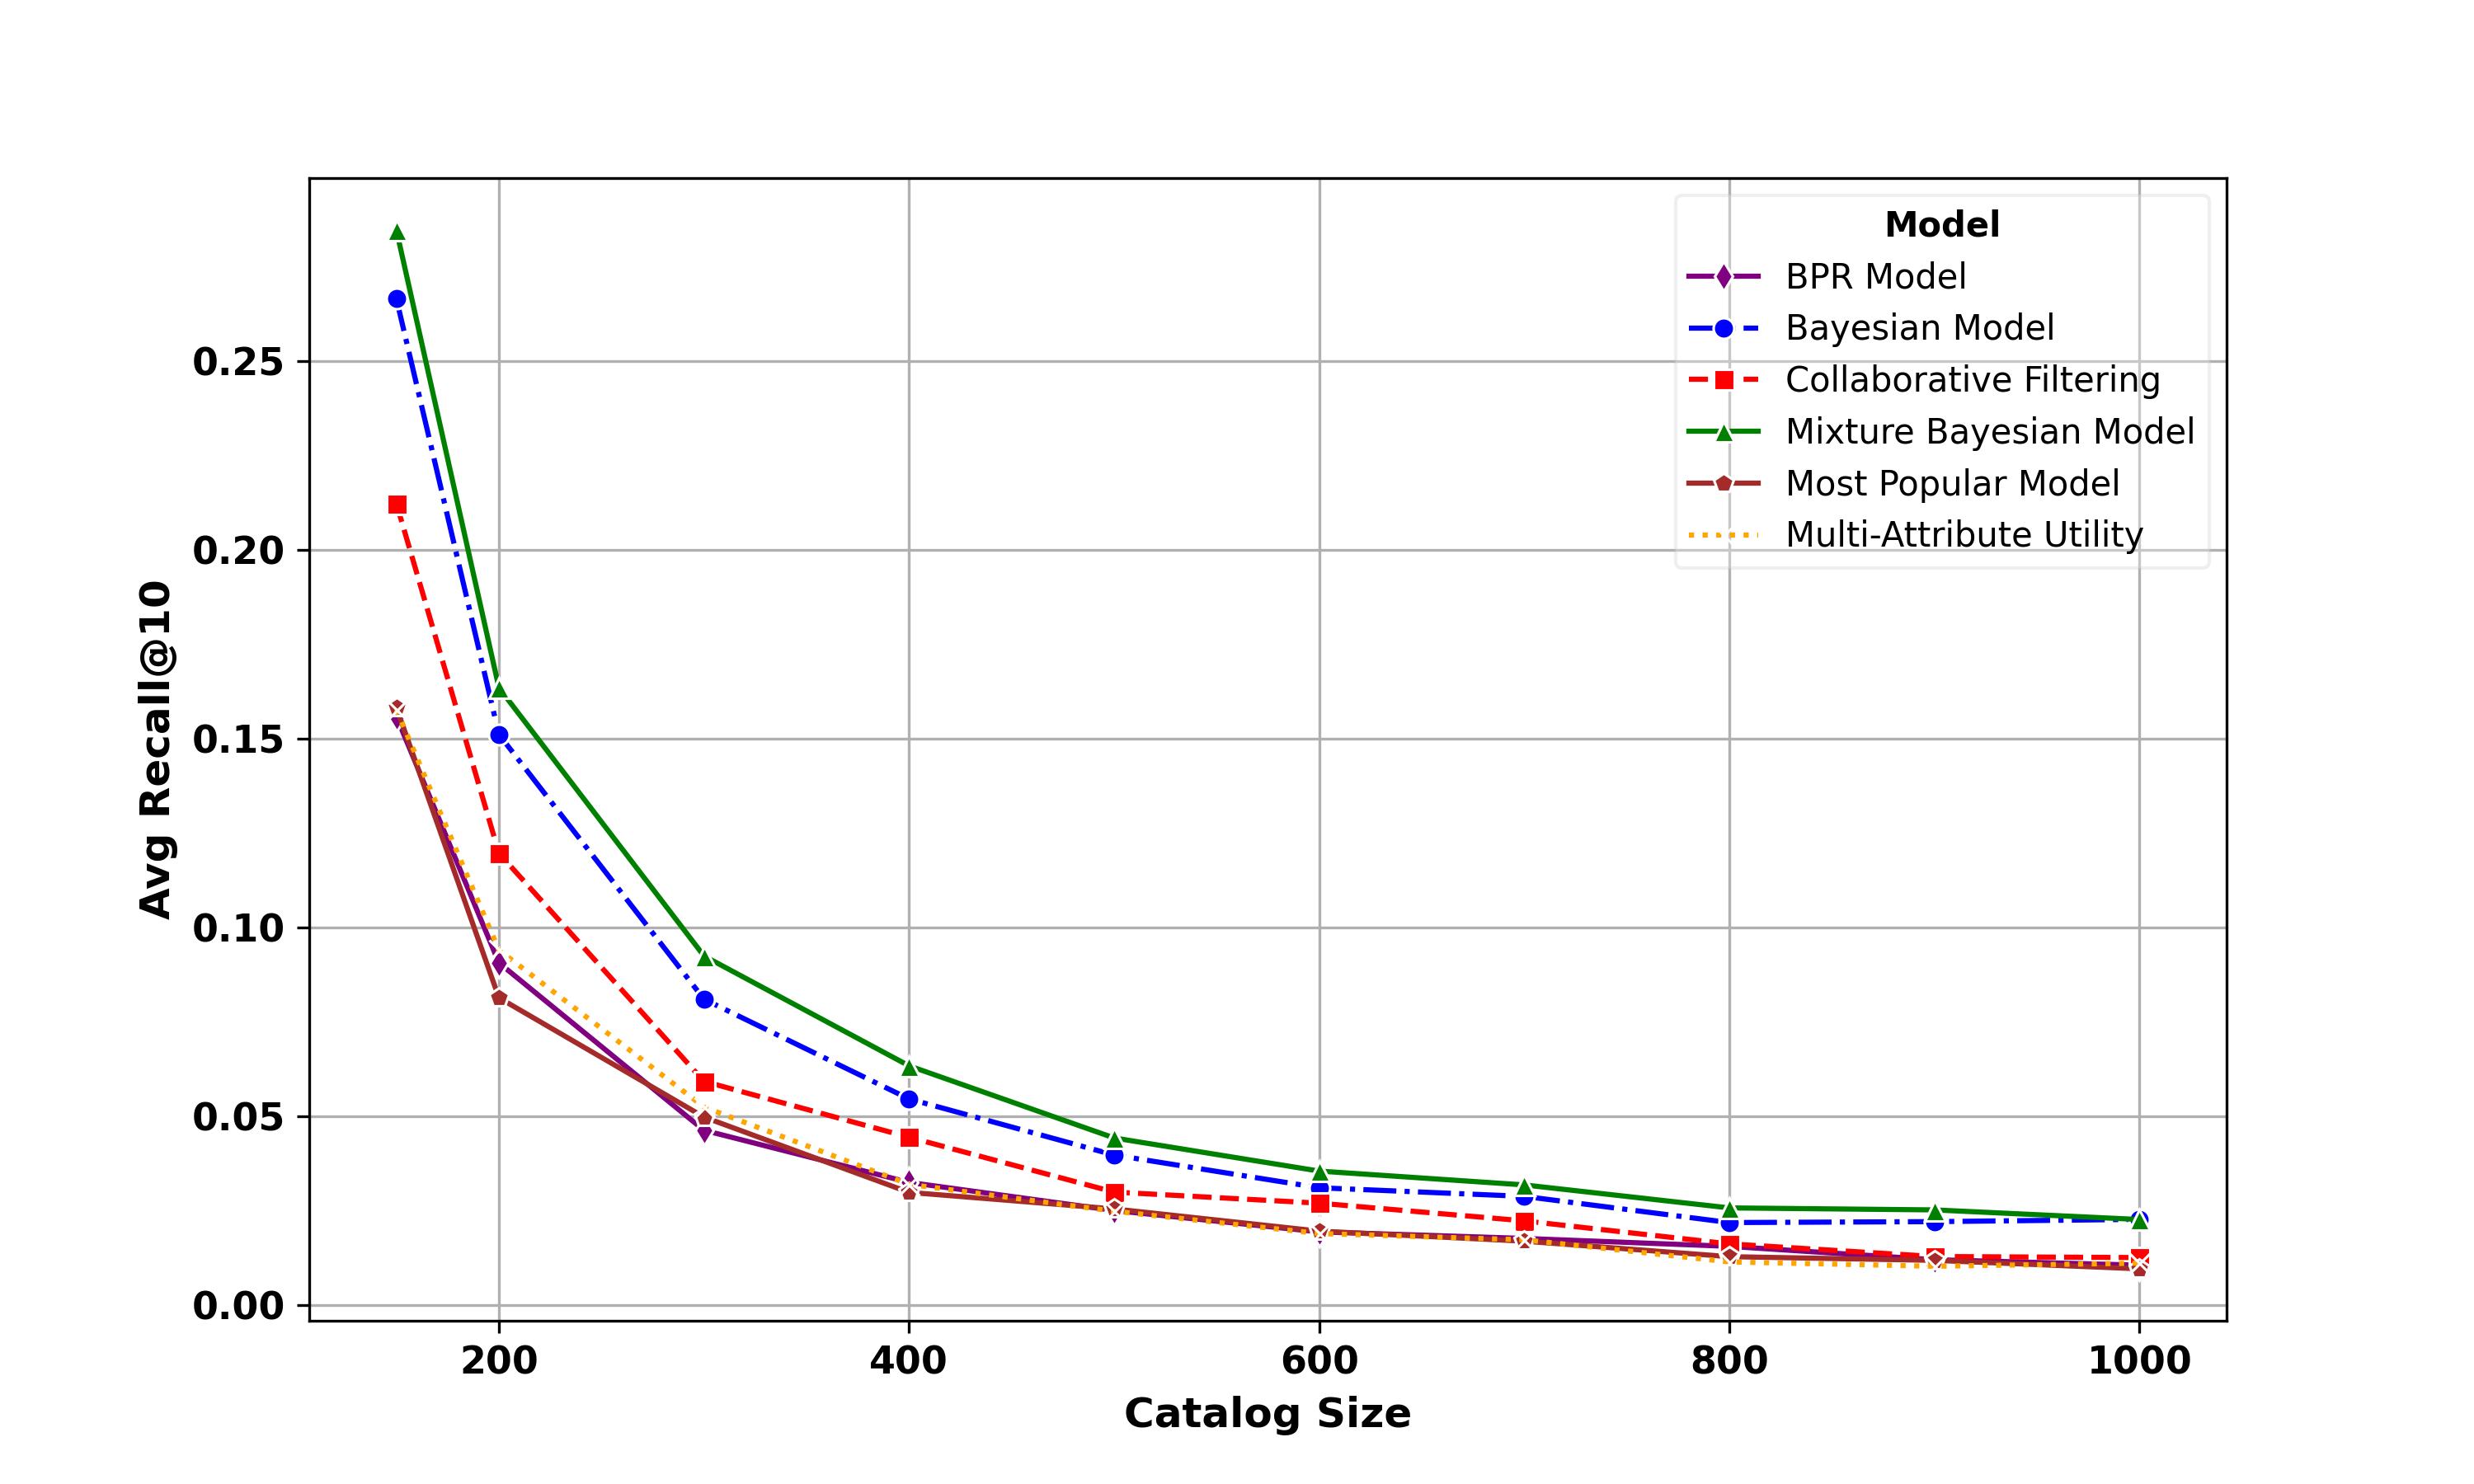 Model
BPR Model
Bayesian Model
Collaborative Filtering
Mixture Bayesian Model
Most Popular Model
Multi-Attribute Utility
Avg Recall@10
0.25
0.20
0.15
0.10
0.05
0.00
200 400 600 800 1000
Catalog Size